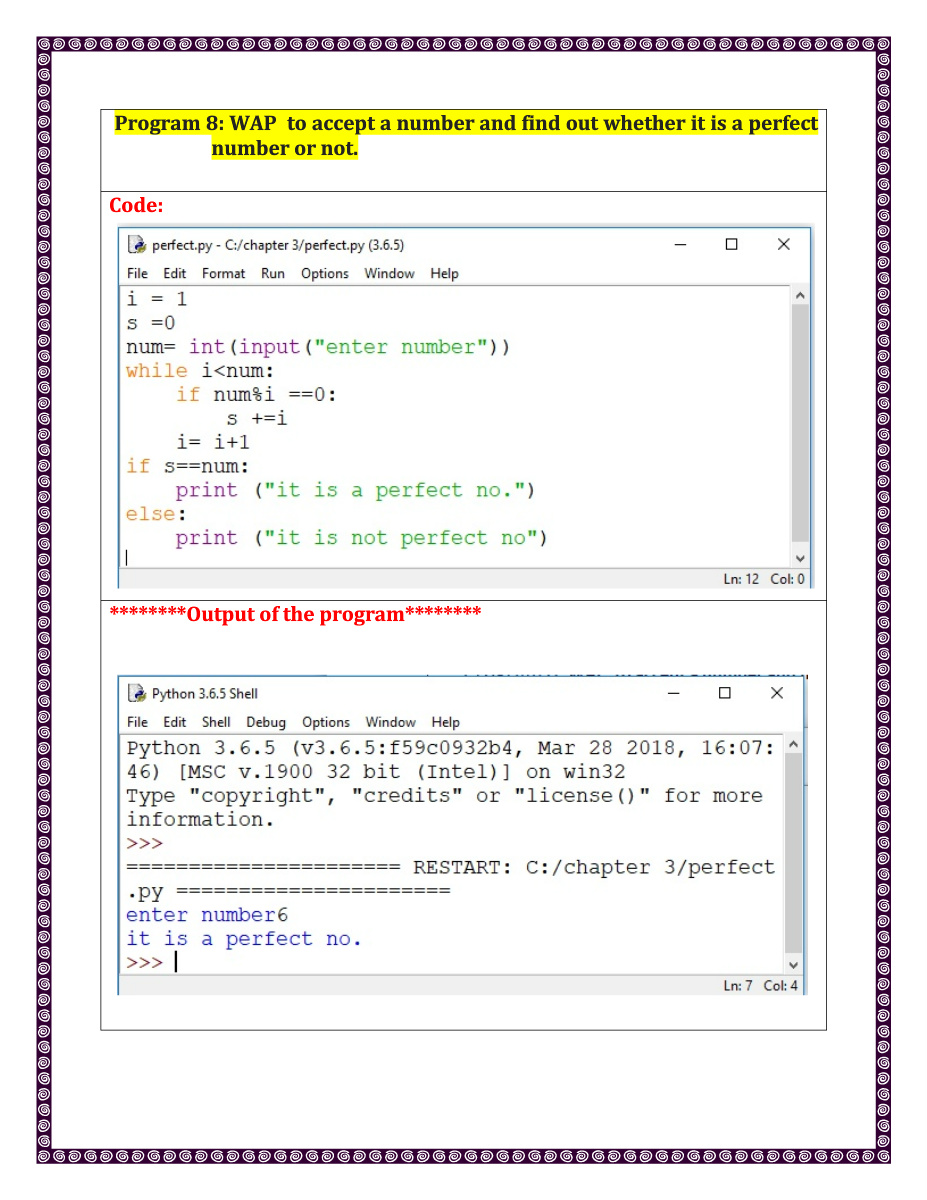 Program 8: WAP  to accept a number and find out whether it is a perfect
number or not.
Code:
perfect.py - C:/chapter 3/perfect.py (3.6.5)
File Edit Format Run Options Window Help
i = 1
s =0
num= int(input("enter number"))
while i<num:
    if num%i ==0:
        s +=i
    i= i+1
if s==num:
    print ("it is a perfect no.")
else:
    print ("it is not perfect no")
Ln: 12 Col: 0
********Output of the program********
Python 3.6.5 Shell
File Edit Shell Debug Options Window Help
Python 3.6.5 (v3.6.5:f59c0932b4, Mar 28 2018, 16:07:
46) [MSC v.1900 32 bit (Intel)] on win32
Type "copyright", "credits" or "license()" for more
information.
>>>
====================== RESTART: C:/chapter 3/perfect
.py ======================
enter number6
it is a perfect no.
>>>
Ln: 7 Col: 4